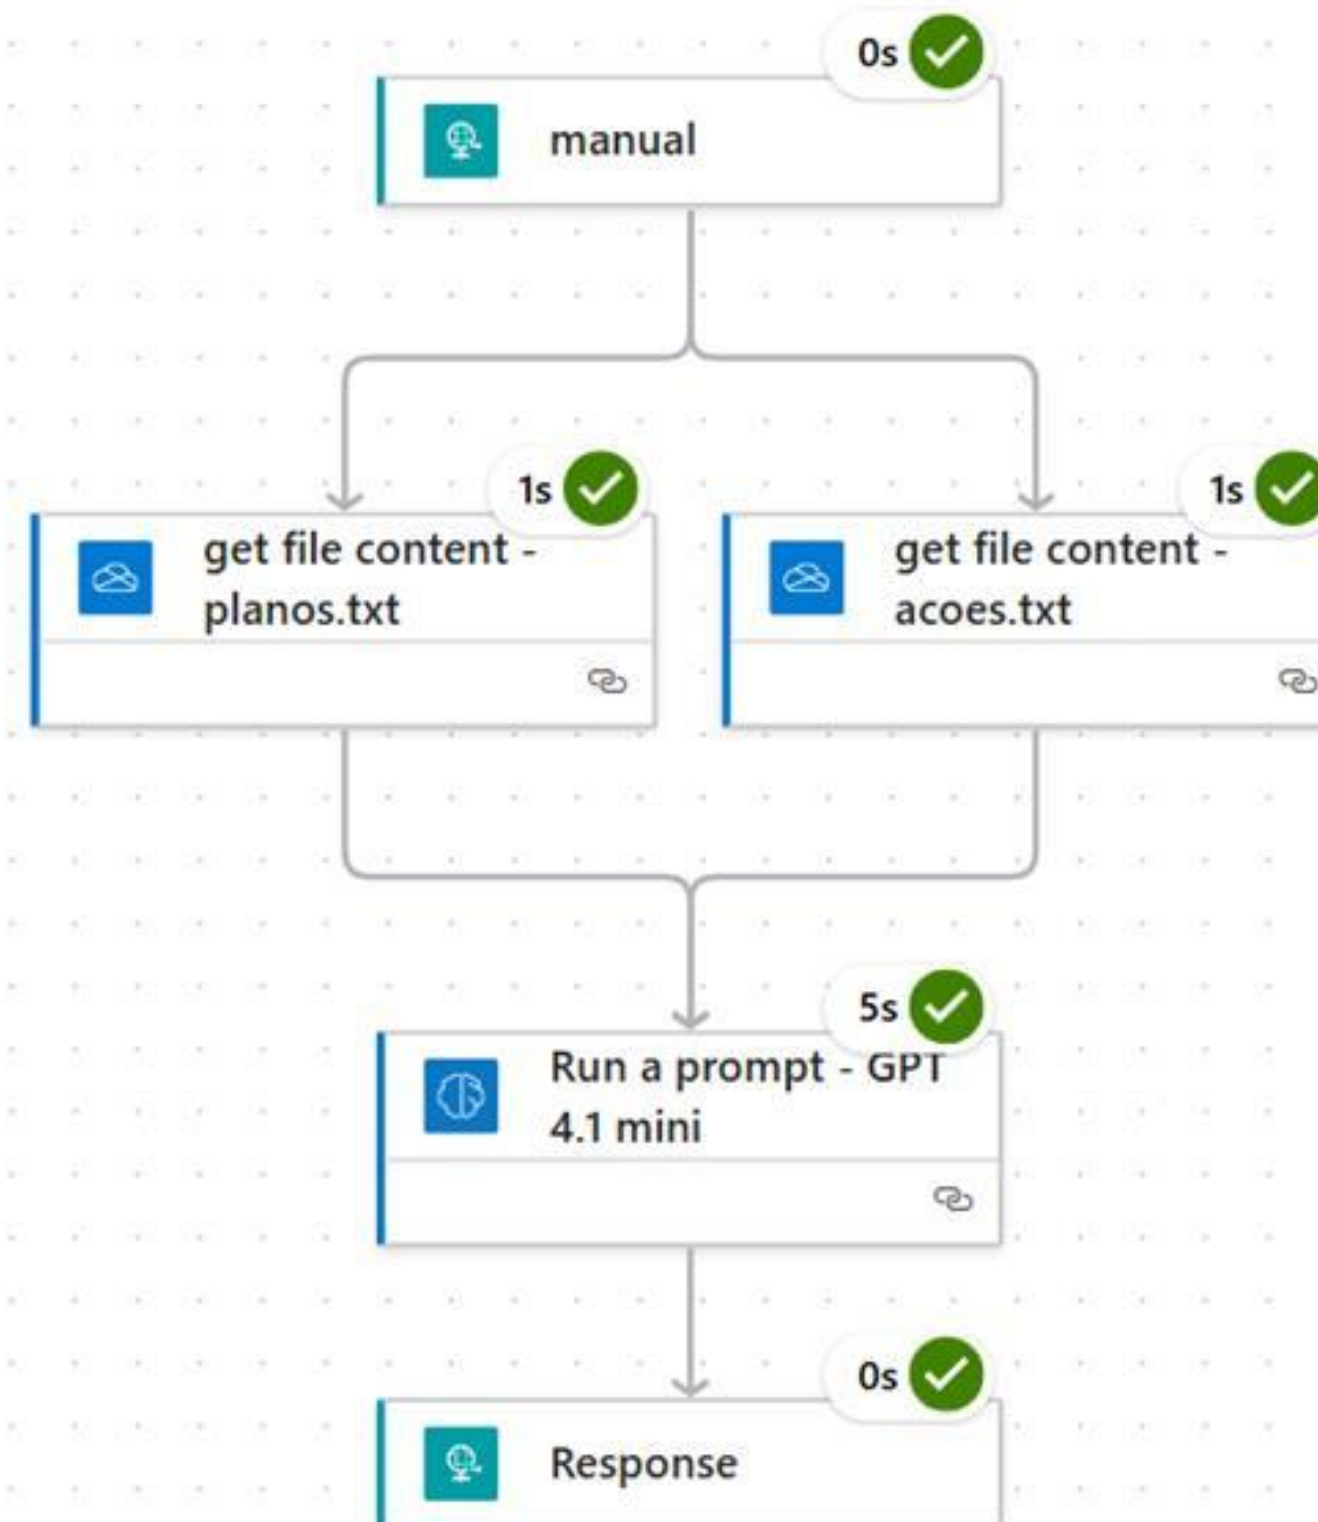 0s
manual
1s
get file content -
planos.txt
1s
get file content -
acoes.txt
5s
Run a prompt - GPT
4.1 mini
0s
Response